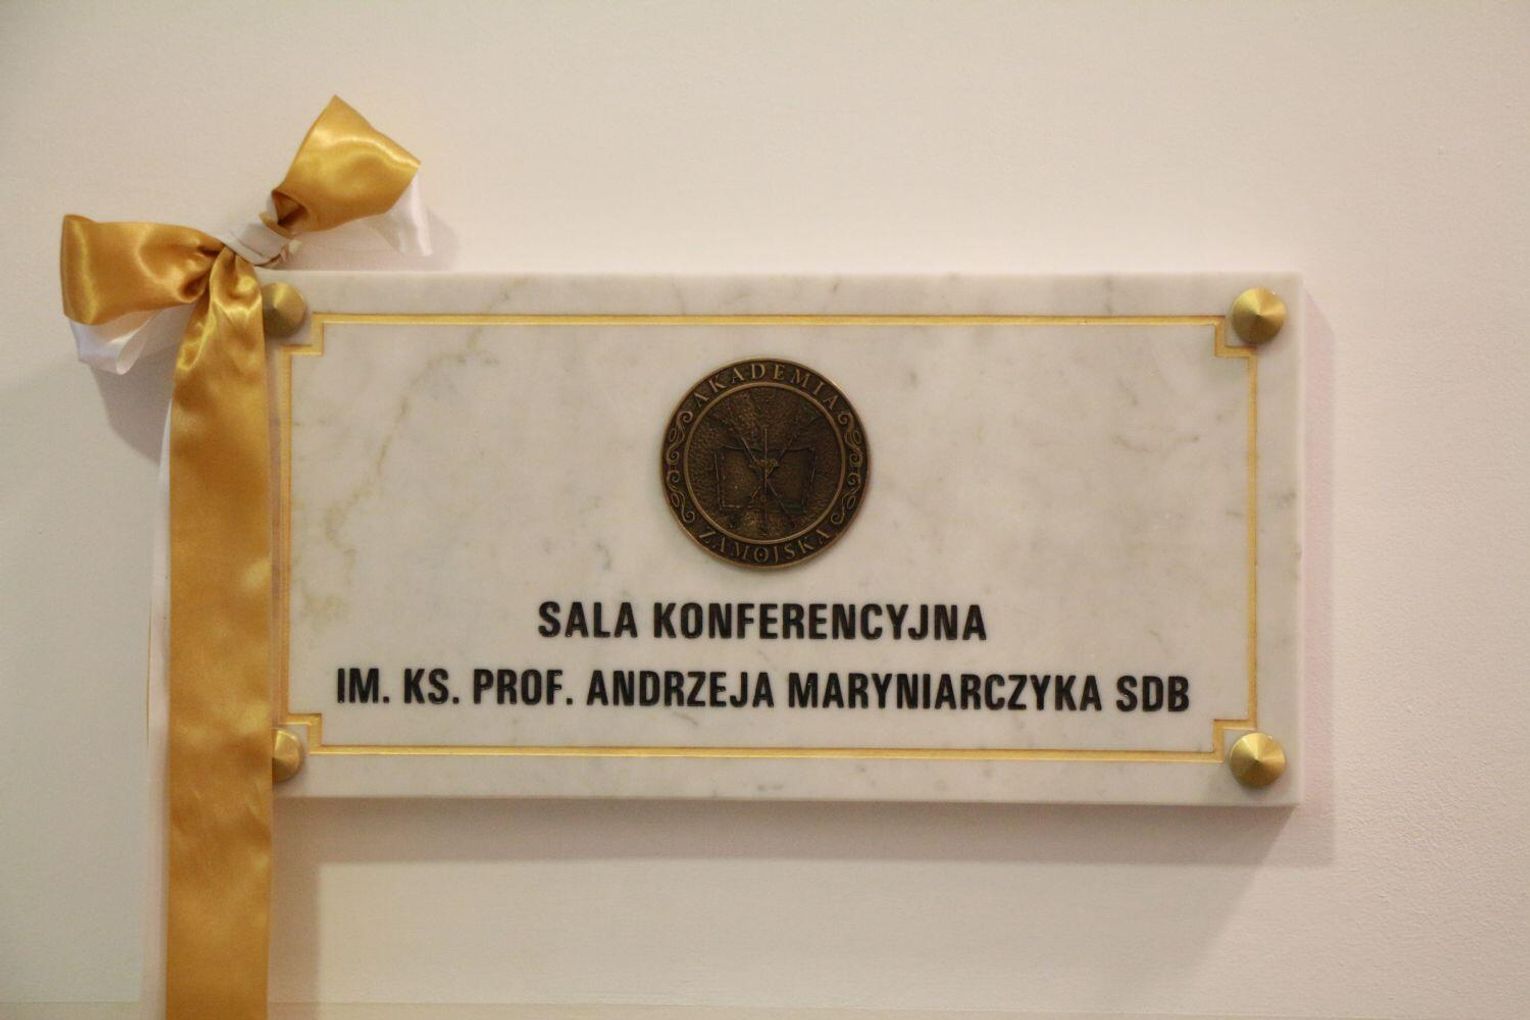 AKADEMIA
ZAMOJSKA
SALA KONFERENCYJNA
IM. KS. PROF. ANDRZEJA MARYNIARCZYKA SDB